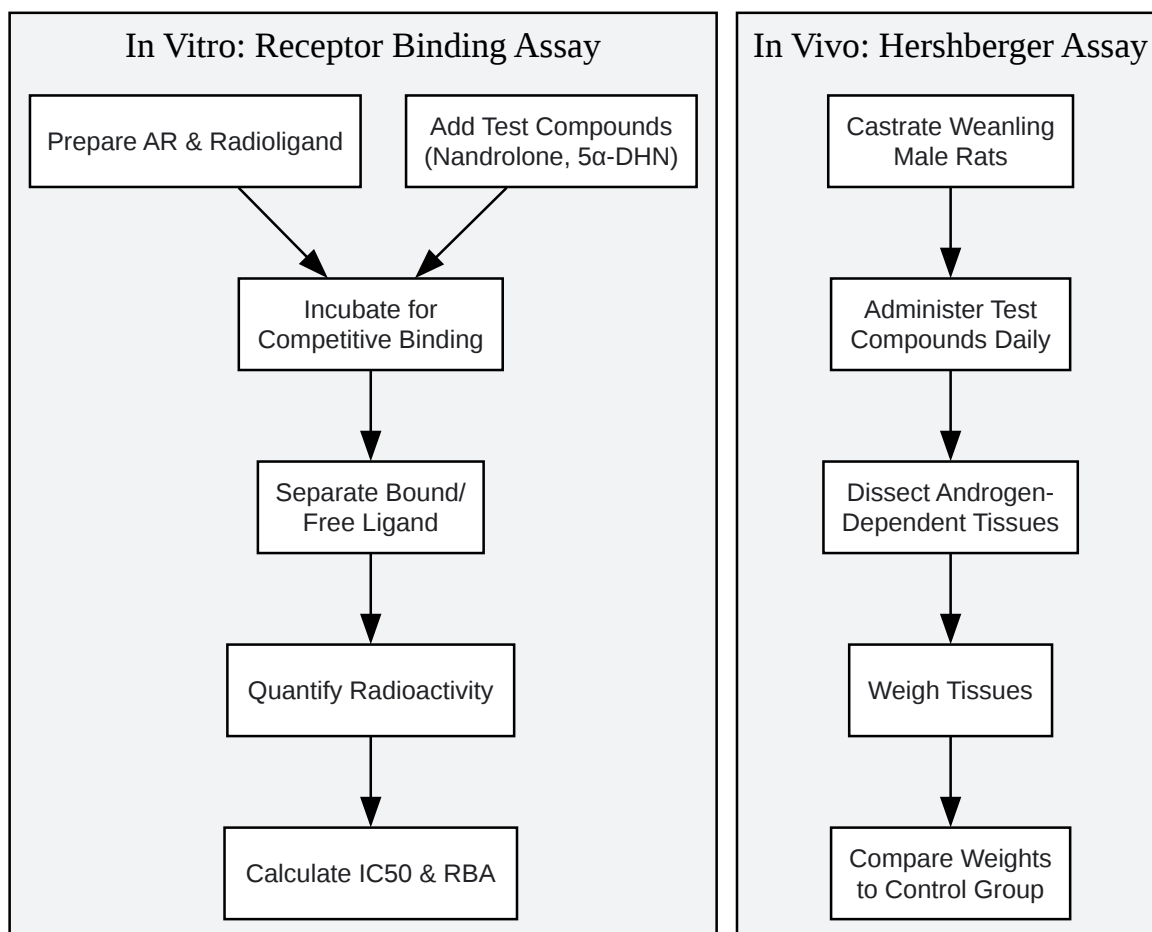 In Vitro: Receptor Binding Assay
Prepare AR & Radioligand
Add Test Compounds
(Nandrolone, 5α-DHN)
Incubate for
Competitive Binding
Separate Bound/
Free Ligand
Quantify Radioactivity
Calculate IC50 & RBA
In Vivo: Hershberger Assay
Castrate Weanling
Male Rats
Administer Test
Compounds Daily
Dissect Androgen-
Dependent Tissues
Weigh Tissues
Compare Weights
to Control Group